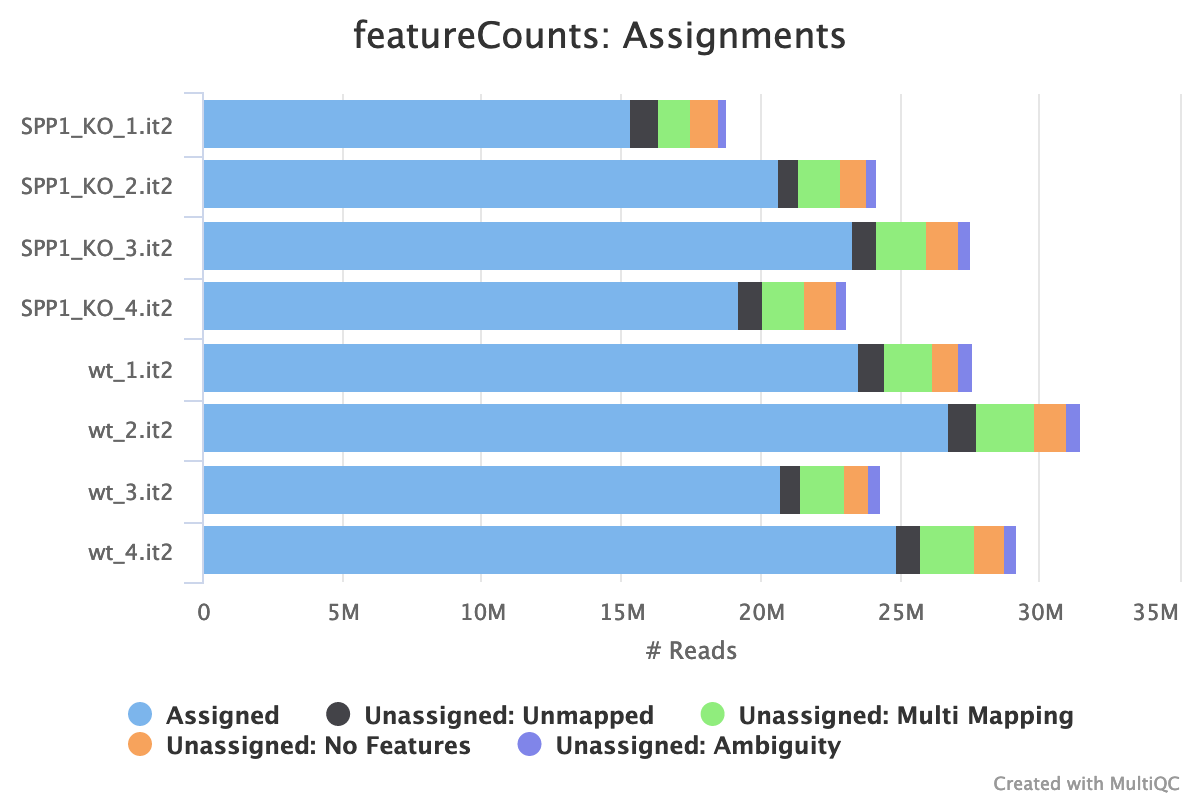 featureCounts: Assignments
SPP1_KO_1.it2
SPP1_KO_2.it2
SPP1_KO_3.it2
SPP1_KO_4.it2
wt_1.it2
wt_2.it2
wt_3.it2
wt_4.it2
0 5M 10M 15M 20M 25M 30M 35M
# Reads
Assigned Unassigned: Unmapped Unassigned: Multi Mapping
Unassigned: No Features Unassigned: Ambiguity
Created with MultiQC